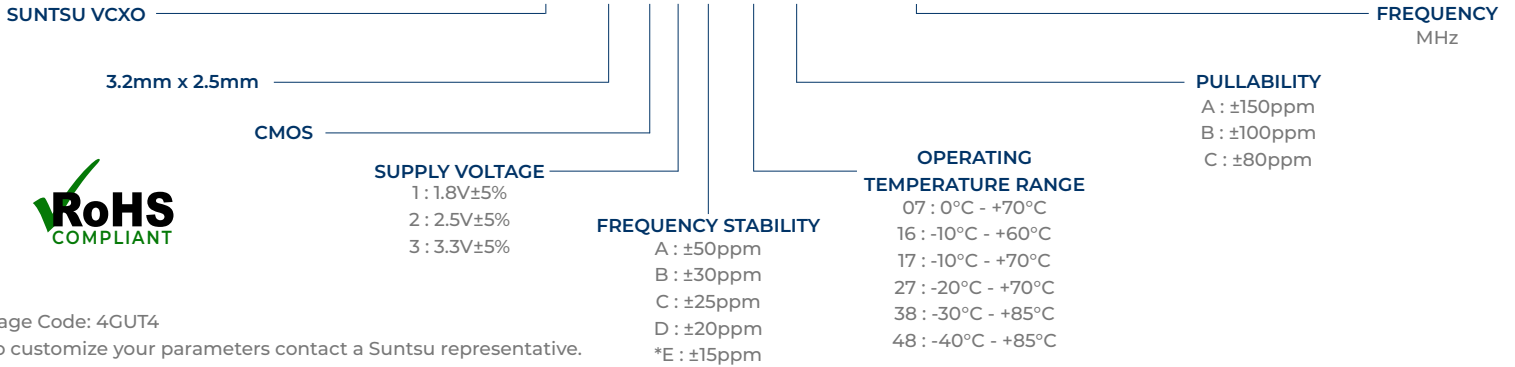 SUNTSU VCXO
FREQUENCY
MHz
3.2mm x 2.5mm
PULLABILITY
A : ±150ppm
B : ±100ppm
C : ±80ppm
CMOS
SUPPLY VOLTAGE
1 : 1.8V±5%
2 : 2.5V±5%
3 : 3.3V±5%
FREQUENCY STABILITY
A : ±50ppm
B : ±30ppm
C : ±25ppm
D : ±20ppm
*E : ±15ppm
OPERATING
TEMPERATURE RANGE
07 : 0°C - +70°C
16 : -10°C - +60°C
17 : -10°C - +70°C
27 : -20°C - +70°C
38 : -30°C - +85°C
48 : -40°C - +85°C
RoHS
COMPLIANT
age Code: 4GUT4
o customize your parameters contact a Suntsu representative.